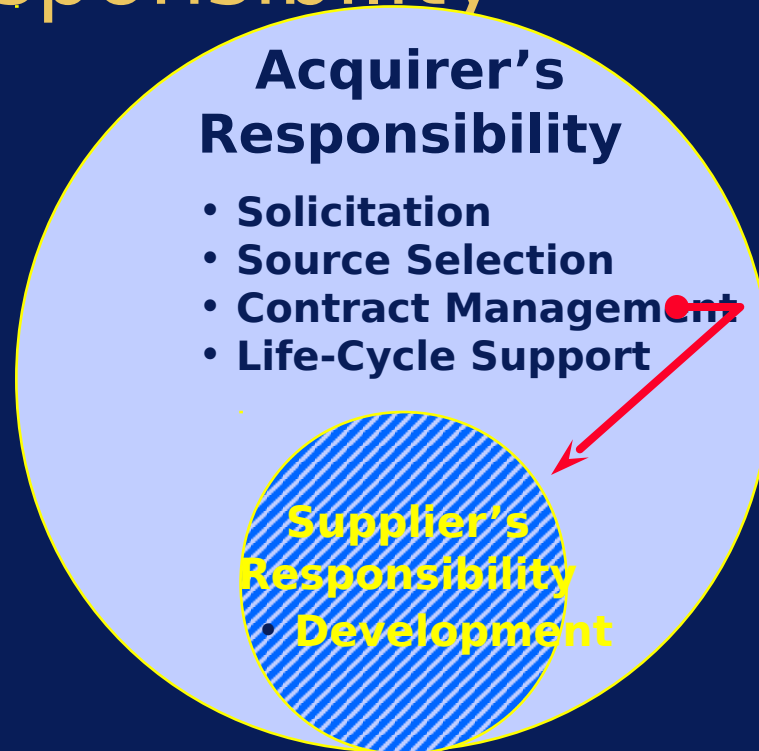 Acquirer’s
Responsibility
• Solicitation
• Source Selection
• Contract Management
• Life-Cycle Support
Supplier’s
Responsibility
• Development